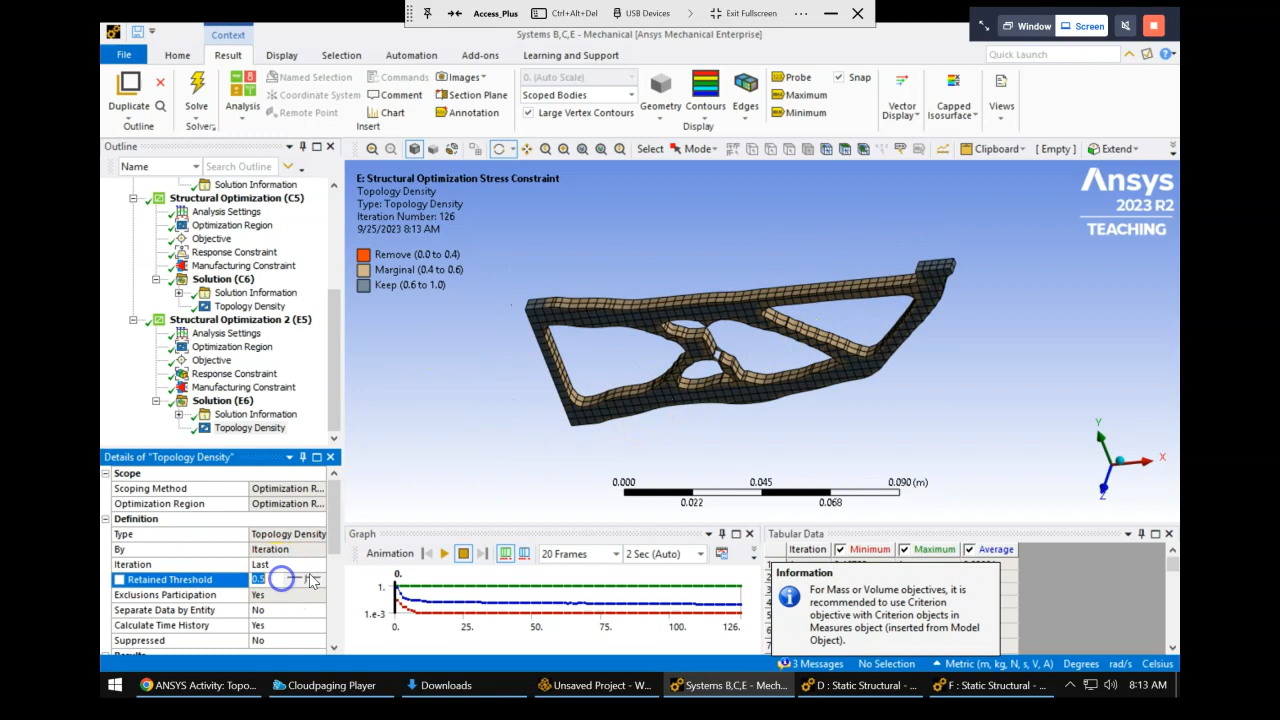 Access_Plus
Ctrl+Alt+Del
USB Devices
Exit Fullscreen
Window
Screen
Context
Systems B,C,E - Mechanical [Ansys Mechanical Enterprise]
File
Home
Result
Display
Selection
Automation
Add-ons
Learning and Support
Quick Launch
Duplicate
Outline
Solve
Solver
Analysis
Named Selection
Coordinate System
Remote Point
Commands
Comment
Chart
Images
Section Plane
Annotation
Insert
0. (Auto Scale)
Scoped Bodies
Large Vertex Contours
Geometry
Contours
Edges
Display
Probe
Maximum
Minimum
Snap
Vector
Display
Capped
Isosurface
Views
Outline
Name
Search Outline
Select
Mode
Clipboard
[ Empty ]
Extend
Solution Information
Structural Optimization (C5)
Analysis Settings
Optimization Region
Objective
Response Constraint
Manufacturing Constraint
Solution (C6)
Solution Information
Topology Density
Structural Optimization 2 (E5)
Analysis Settings
Optimization Region
Objective
Response Constraint
Manufacturing Constraint
Solution (E6)
Solution Information
Topology Density
E: Structural Optimization Stress Constraint
Topology Density
Type: Topology Density
Iteration Number: 126
9/25/2023 8:13 AM
Remove (0.0 to 0.4)
Marginal (0.4 to 0.6)
Keep (0.6 to 1.0)
Ansys
2023 R2
TEACHING
Y
X
Z
0.000
0.045
0.090 (m)
0.022
0.068
Details of "Topology Density"
Scope
Scoping Method Optimization R...
Optimization Region Optimization R...
Definition
Type Topology Density
By Iteration
Iteration Last
Retained Threshold 0.5
Exclusions Participation Yes
Separate Data by Entity No
Calculate Time History Yes
Suppressed No
Graph
Animation
20 Frames
2 Sec (Auto)
0.
1.
1.e-3
0. 25. 50. 75. 100. 126.
Tabular Data
Iteration Minimum Maximum Average
Information
For Mass or Volume objectives, it is
recommended to use Criterion
objective with Criterion objects in
Measures object (inserted from Model
Object).
3 Messages
No Selection
Metric (m, kg, N, s, V, A)
Degrees
rad/s
Celsius
ANSYS Activity: Topo...
Cloudpaging Player
Downloads
Unsaved Project - W...
Systems B,C,E - Mech...
D : Static Structural - ...
F : Static Structural - ...
8:13 AM